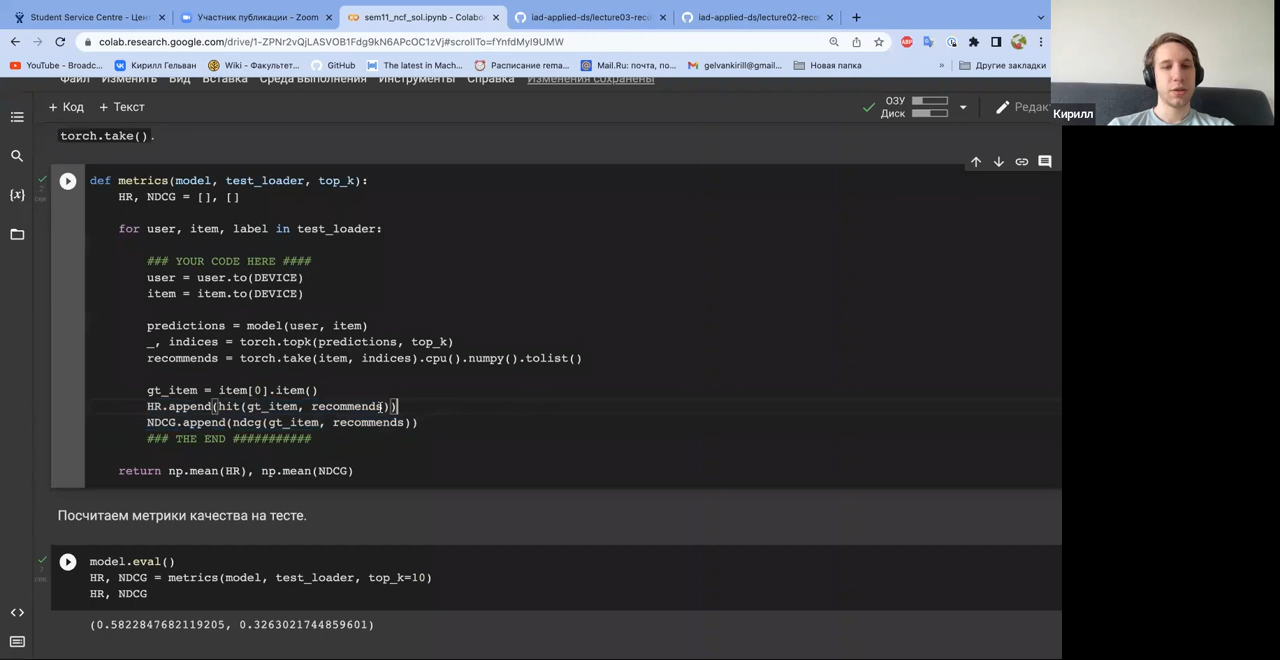 Student Service Centre - Цент
Участник публикации - Zoom
sem11_ncf_sol.ipynb - Colabo
iad-applied-ds/lecture03-reco
iad-applied-ds/lecture02-reco
colab.research.google.com/drive/1-ZPNr2vQjLASVOB1Fdg9kN6APcOC1zVj#scrollTo=fYnfdMyI9UMW
YouTube - Broadc...
Кирилл Гельван
Wiki - Факульте...
GitHub
The latest in Mach...
Расписание rema...
Mail.Ru: почта, по...
gelvankirill@gmail....
Новая папка
»
Другие закладки
Файл Изменить Вид Вставка Среда выполнения Инструменты Справка Изменения сохранены
+ Код + Текст
ОЗУ
Диск
Редак
Кирилл
torch.take().
def metrics(model, test_loader, top_k):
HR, NDCG = [], []
for user, item, label in test_loader:
### YOUR CODE HERE ####
user = user.to(DEVICE)
item = item.to(DEVICE)
predictions = model(user, item)
_, indices = torch.topk(predictions, top_k)
recommends = torch.take(item, indices).cpu().numpy().tolist()
gt_item = item[0].item()
HR.append(hit(gt_item, recommends))
NDCG.append(ndcg(gt_item, recommends))
### THE END ###########
return np.mean(HR), np.mean(NDCG)
Посчитаем метрики качества на тесте.
model.eval()
HR, NDCG = metrics(model, test_loader, top_k=10)
HR, NDCG
(0.5822847682119205, 0.3263021744859601)